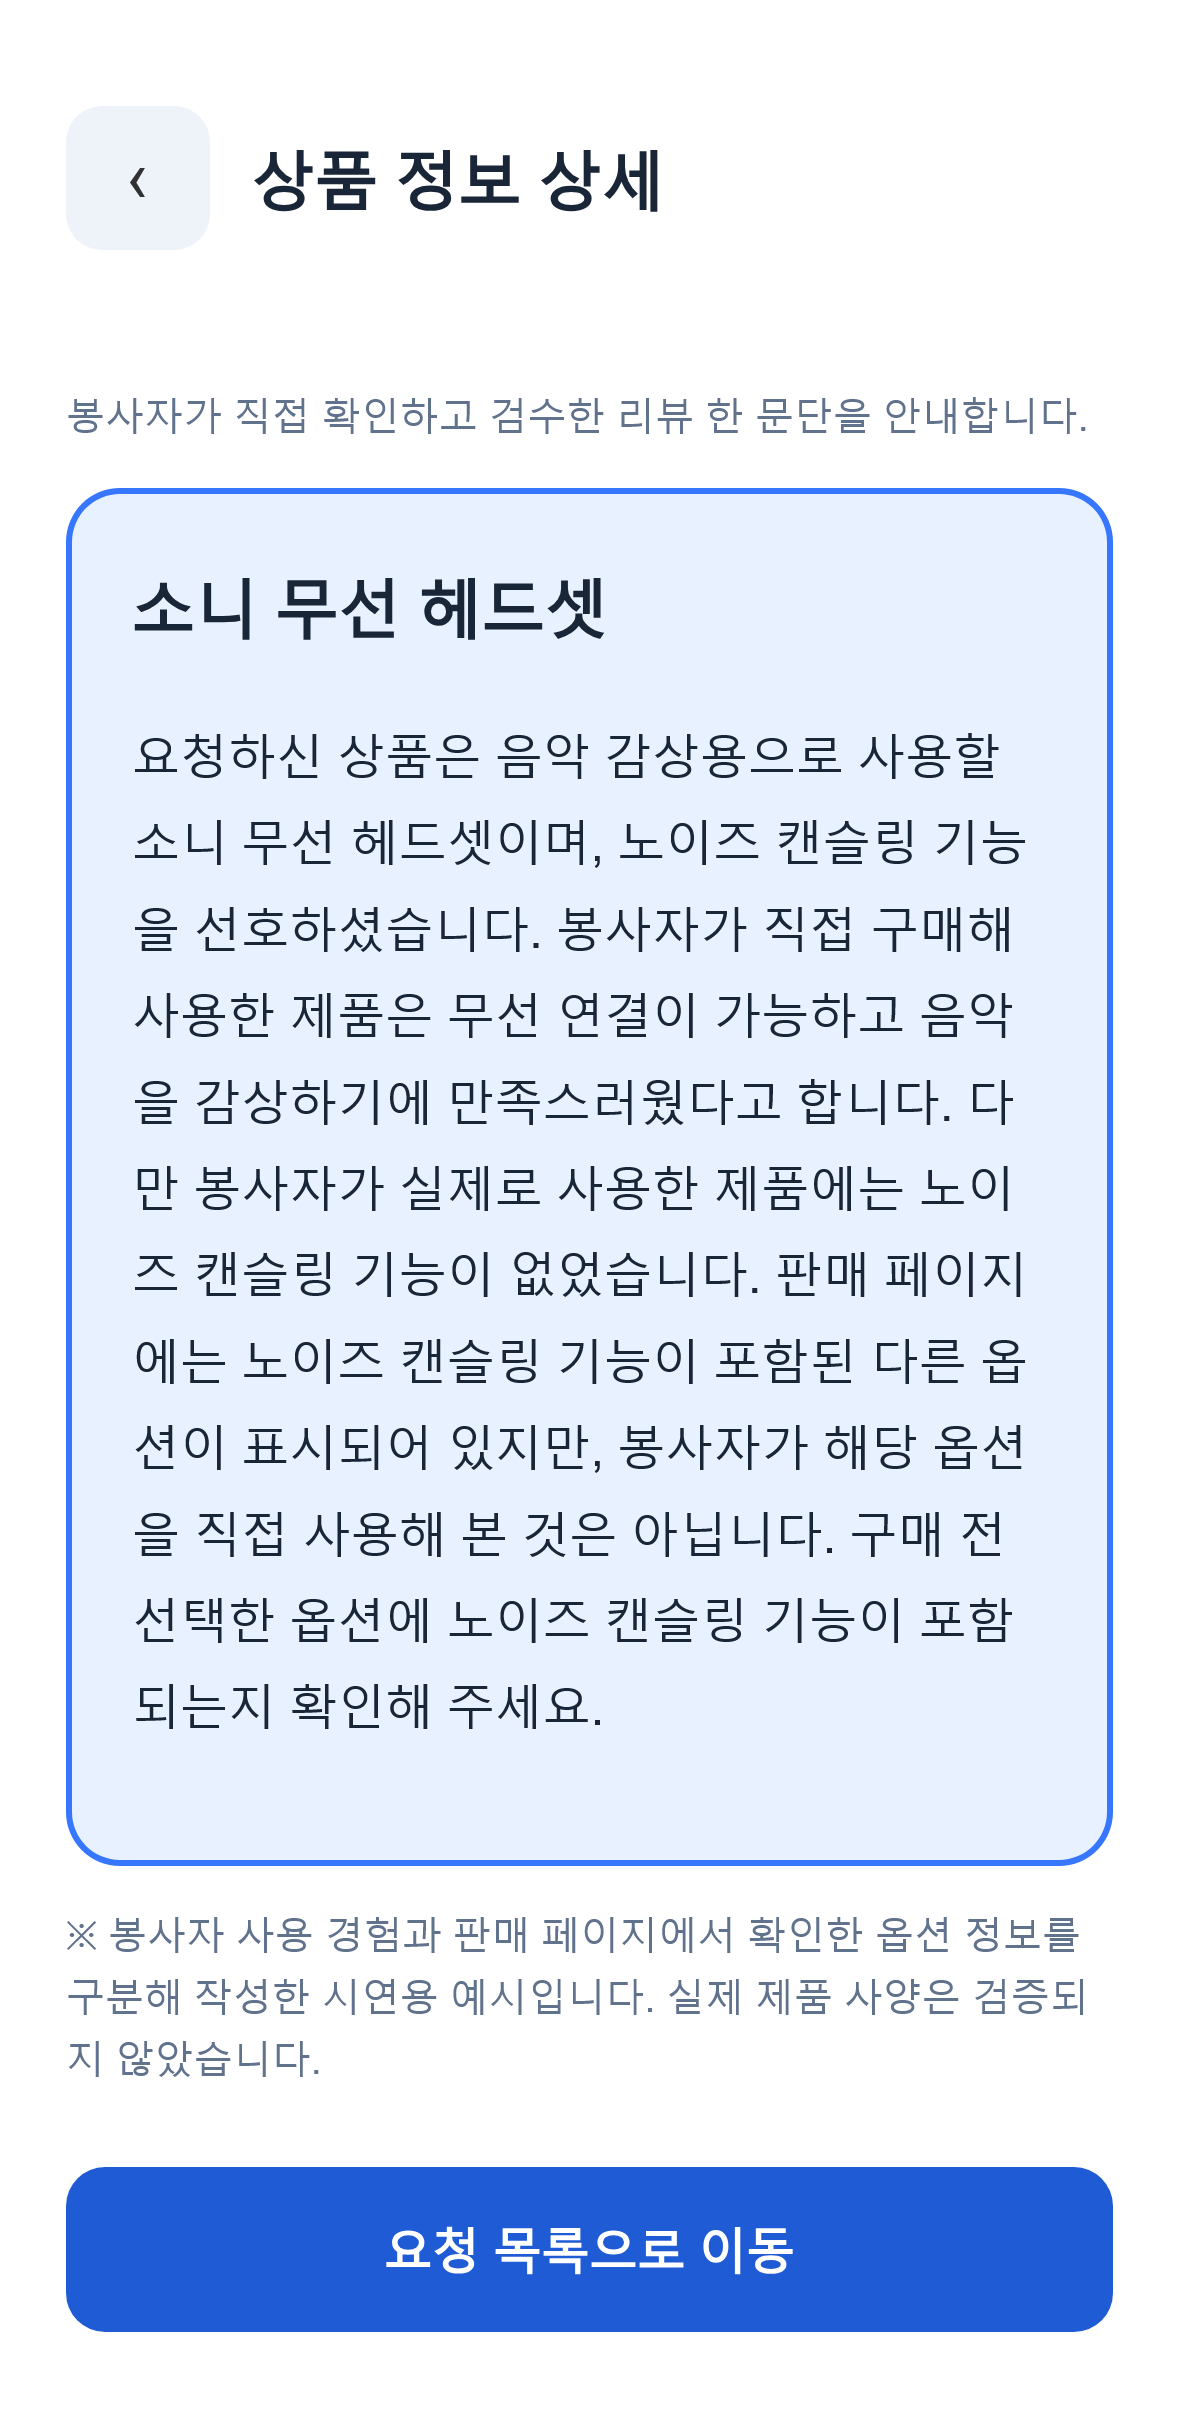 ‹ 상품 정보 상세
봉사자가 직접 확인하고 검수한 리뷰 한 문단을 안내합니다.
소니 무선 헤드셋
요청하신 상품은 음악 감상용으로 사용할
소니 무선 헤드셋이며, 노이즈 캔슬링 기능
을 선호하셨습니다. 봉사자가 직접 구매해
사용한 제품은 무선 연결이 가능하고 음악
을 감상하기에 만족스러웠다고 합니다. 다
만 봉사자가 실제로 사용한 제품에는 노이
즈 캔슬링 기능이 없었습니다. 판매 페이지
에는 노이즈 캔슬링 기능이 포함된 다른 옵
션이 표시되어 있지만, 봉사자가 해당 옵션
을 직접 사용해 본 것은 아닙니다. 구매 전
선택한 옵션에 노이즈 캔슬링 기능이 포함
되는지 확인해 주세요.
※ 봉사자 사용 경험과 판매 페이지에서 확인한 옵션 정보를
구분해 작성한 시연용 예시입니다. 실제 제품 사양은 검증되
지 않았습니다.
요청 목록으로 이동